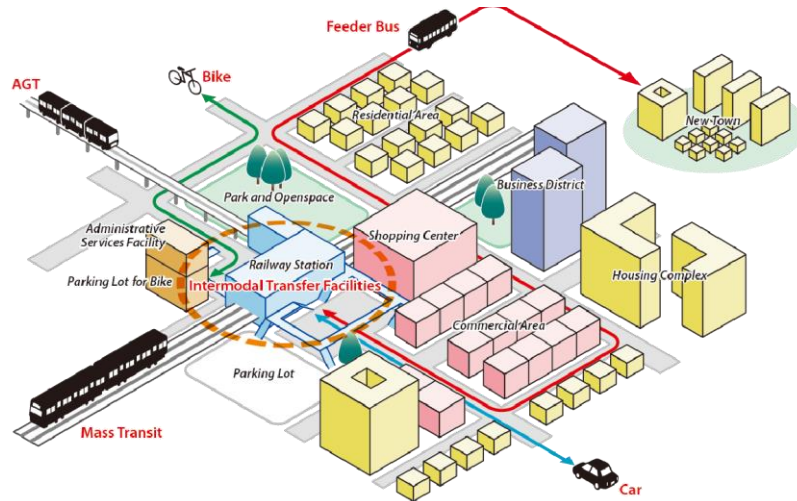 Feeder Bus
AGT
Bike
Residential Area
New Town
Park and Openspace
Business District
Administrative
Services Facility
Shopping Center
Railway Station
Housing Complex
Parking Lot for Bike
Intermodal Transfer Facilities
Commercial Area
Parking Lot
Mass Transit
Car